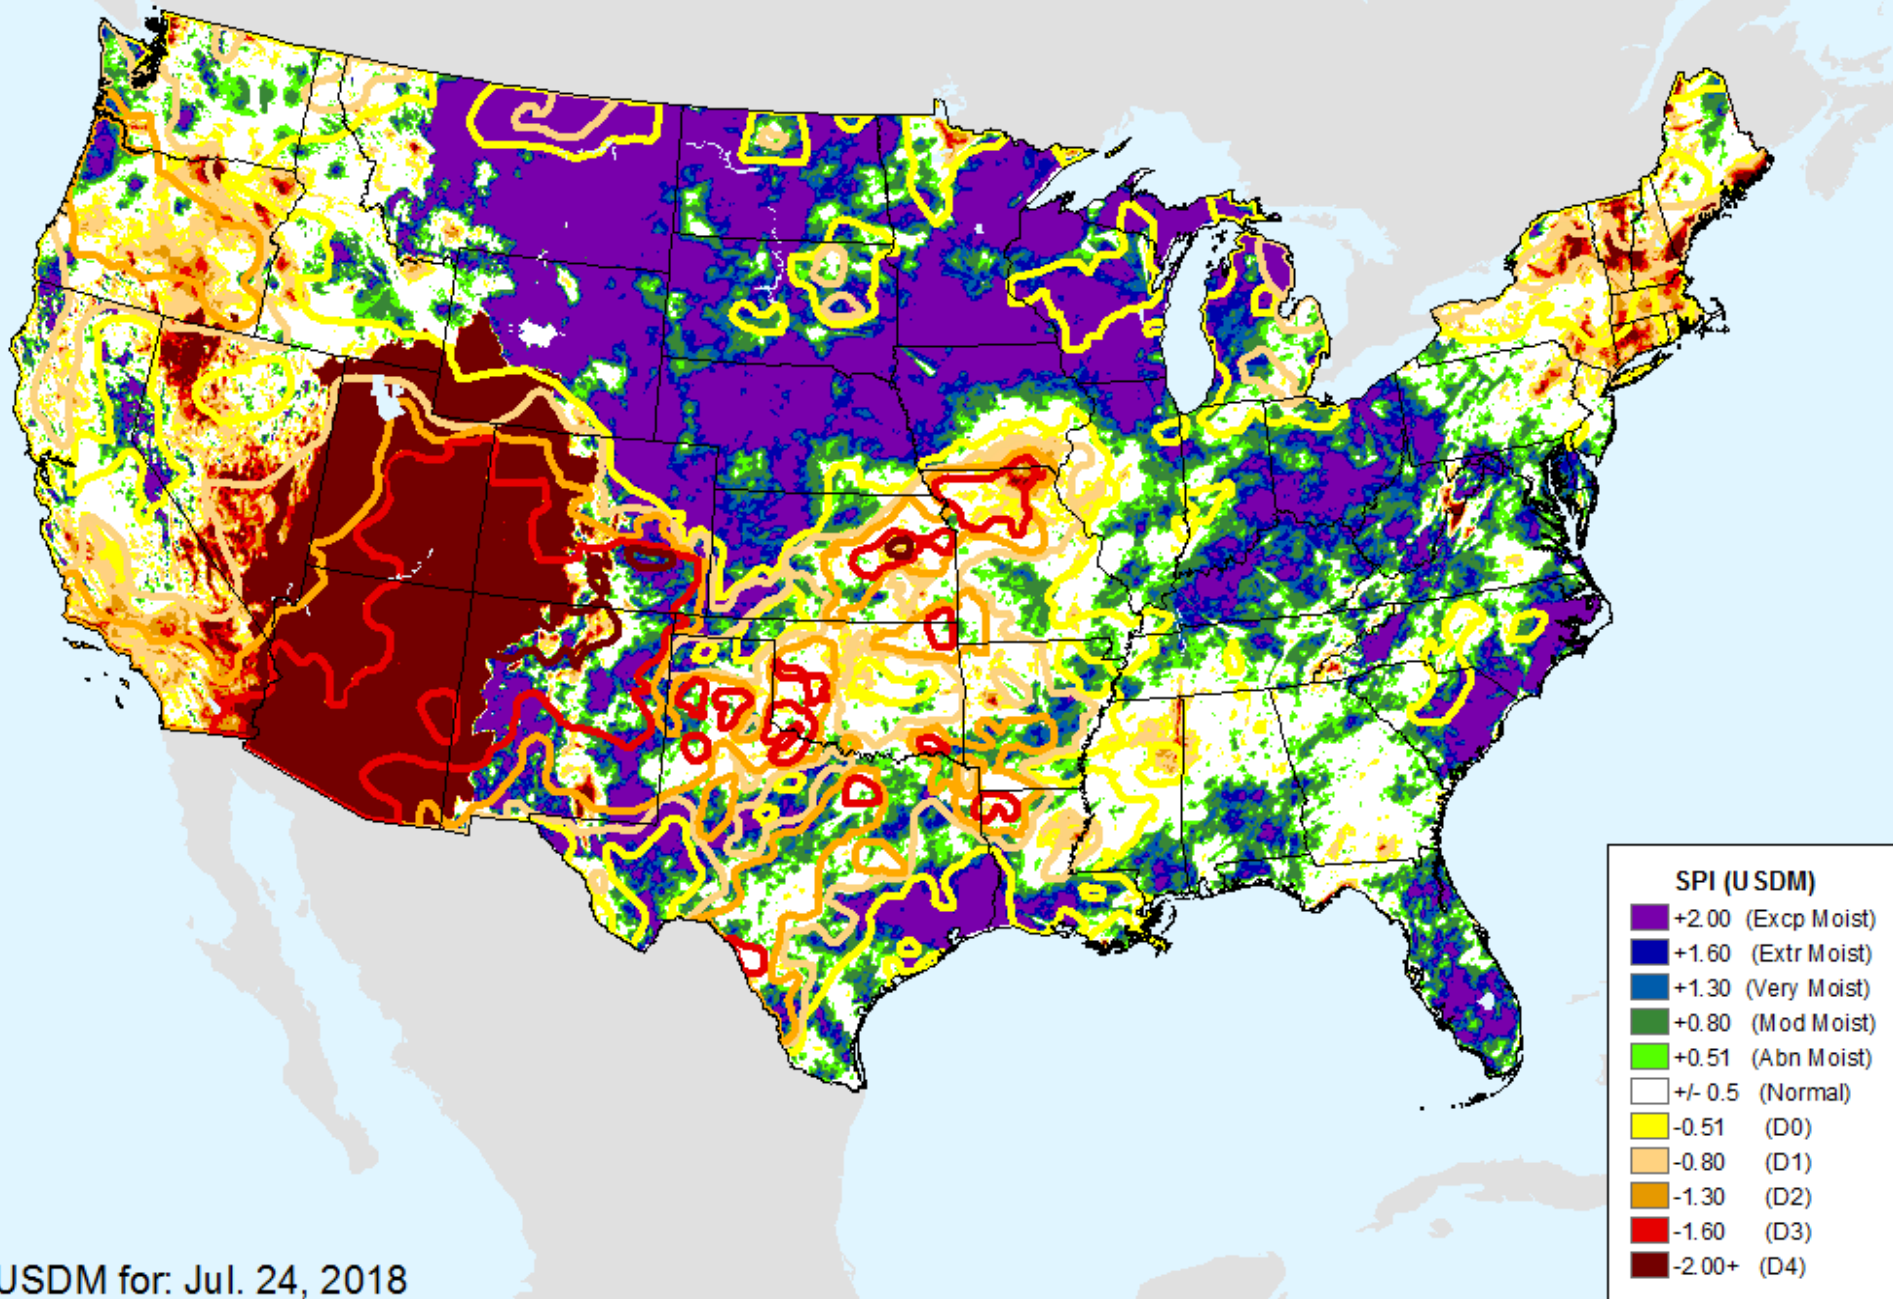 SPI (USDM)
+2.00 (Excp Moist)
+1.60 (Extr Moist)
+1.30 (Very Moist)
+0.80 (Mod Moist)
+0.51 (Abn Moist)
+/- 0.5 (Normal)
-0.51 (D0)
-0.80 (D1)
-1.30 (D2)
-1.60 (D3)
-2.00+ (D4)
USDM for: Jul. 24, 2018